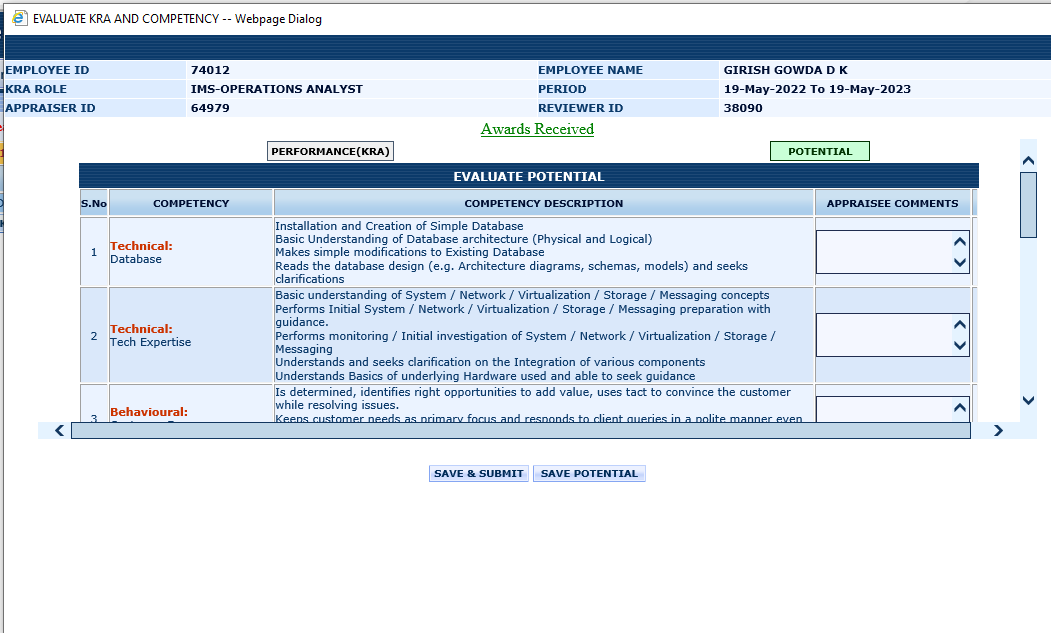 EVALUATE KRA AND COMPETENCY -- Webpage Dialog
EMPLOYEE ID 74012 EMPLOYEE NAME GIRISH GOWDA D K
KRA ROLE IMS-OPERATIONS ANALYST PERIOD 19-May-2022 To 19-May-2023
APPRAISER ID 64979 REVIEWER ID 38090
Awards Received
PERFORMANCE(KRA) POTENTIAL
EVALUATE POTENTIAL
S.No COMPETENCY COMPETENCY DESCRIPTION APPRAISEE COMMENTS
1
Technical:
Database
Installation and Creation of Simple Database
Basic Understanding of Database architecture (Physical and Logical)
Makes simple modifications to Existing Database
Reads the database design (e.g. Architecture diagrams, schemas, models) and seeks
clarifications
2
Technical:
Tech Expertise
Basic understanding of System / Network / Virtualization / Storage / Messaging concepts
Performs Initial System / Network / Virtualization / Storage / Messaging preparation with
guidance.
Performs monitoring / Initial investigation of System / Network / Virtualization / Storage /
Messaging
Understands and seeks clarification on the Integration of various components
Understands Basics of underlying Hardware used and able to seek guidance
3
Behavioural:
Is determined, identifies right opportunities to add value, uses tact to convince the customer
while resolving issues.
Keeps customer needs as primary focus and responds to client queries in a polite manner even
SAVE & SUBMIT SAVE POTENTIAL